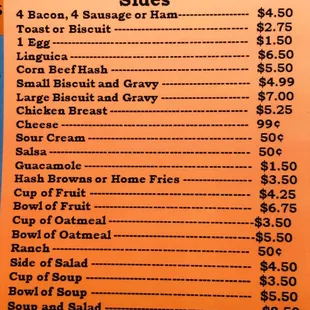 Sides
4 Bacon, 4 Sausage or Ham-------------------- $4.50
Toast or Biscuit ------------------------------------ $2.75
1 Egg -------------------------------------------------- $1.50
Linguica ---------------------------------------------- $6.50
Corn Beef Hash ------------------------------------ $5.50
Small Biscuit and Gravy ------------------------- $4.99
Large Biscuit and Gravy ------------------------- $7.00
Chicken Breast -------------------------------------- $5.25
Cheese ------------------------------------------------- 99¢
Sour Cream ------------------------------------------- 50¢
Salsa ---------------------------------------------------- 50¢
Guacamole --------------------------------------------- $1.50
Hash Browns or Home Fries -------------------- $3.50
Cup of Fruit ------------------------------------------ $4.25
Bowl of Fruit ----------------------------------------- $6.75
Cup of Oatmeal --------------------------------------$3.50
Bowl of Oatmeal -------------------------------------$5.50
Ranch --------------------------------------------------- 50¢
Side of Salad ------------------------------------------ $4.50
Cup of Soup -------------------------------------------- $3.50
Bowl of Soup ------------------------------------------- $5.50
Soup and Salad ----------------------------------------